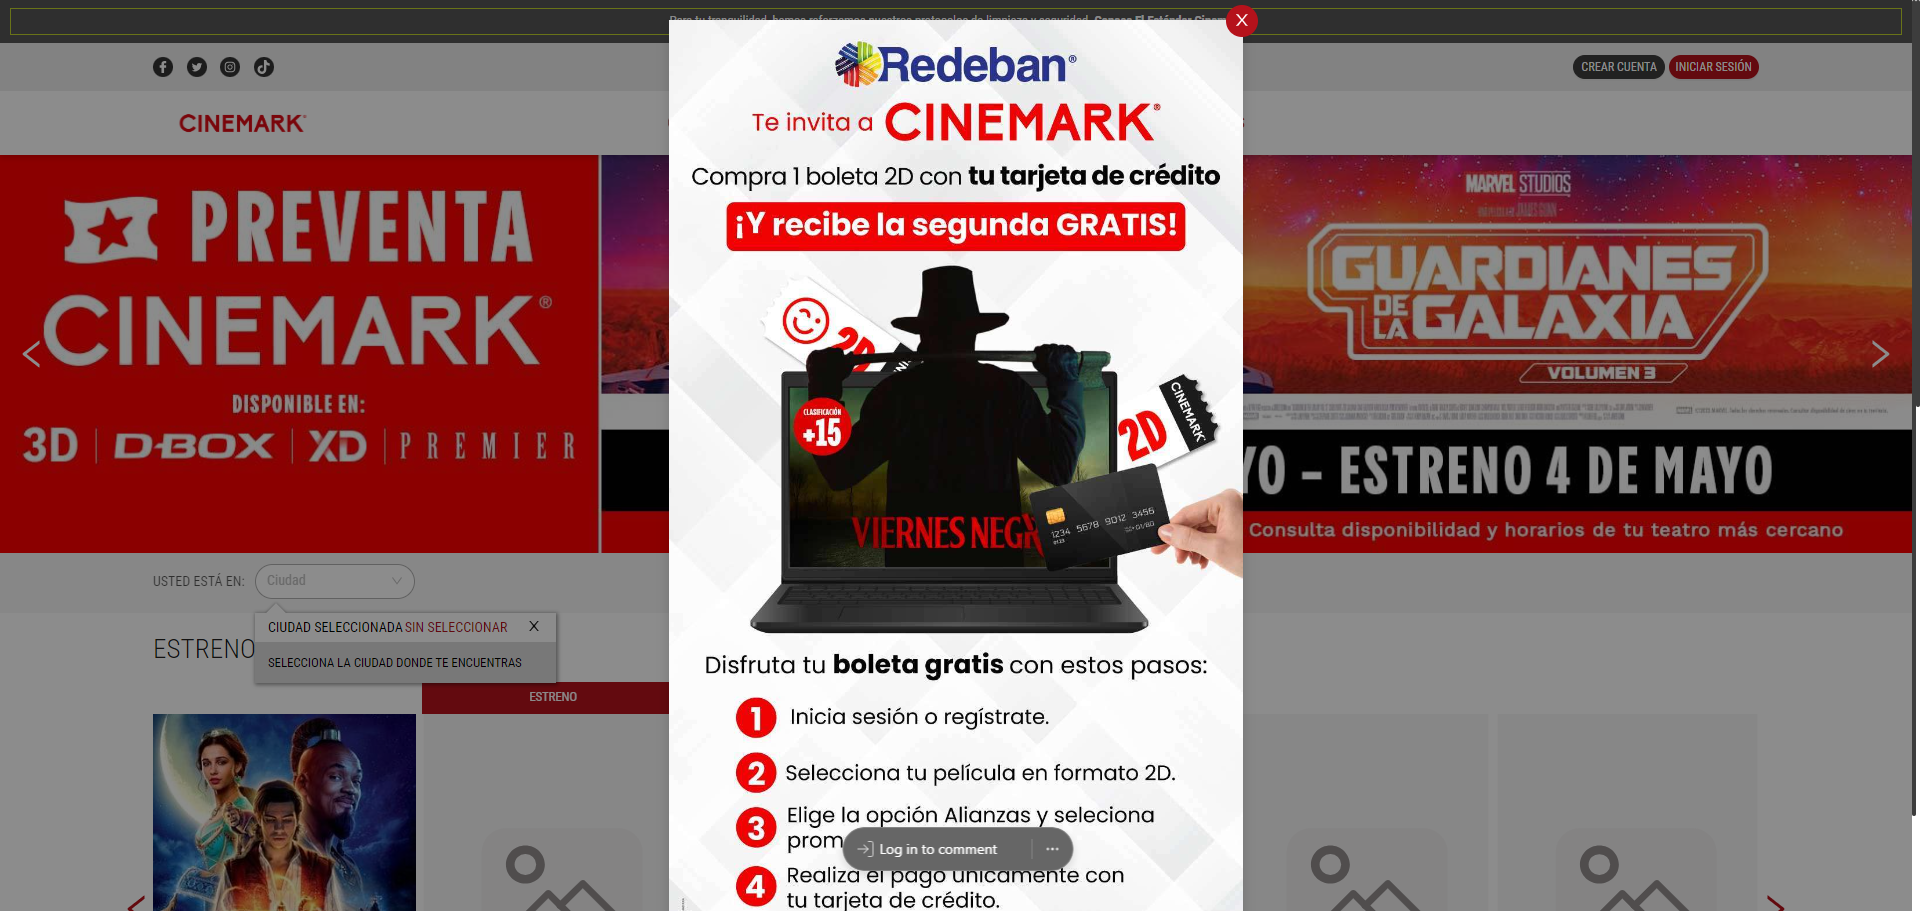 CREAR CUENTA
INICIAR SESIÓN
X
CINEMARK
Redeban®
Te invita a CINEMARK®
Compra 1 boleta 2D con tu tarjeta de crédito
¡Y recibe la segunda GRATIS!
2D
CLASIFICACIÓN
+15
VIERNES NEGR
2D
CINEMARK
1234 5678 9012 3456
PREVENTA
CINEMARK®
DISPONIBLE EN:
3D | D-BOX | XD | PREMIER
MARVEL STUDIOS
GUARDIANES
DE LA GALAXIA
VOLUMEN 3
YO – ESTRENO 4 DE MAYO
Consulta disponibilidad y horarios de tu teatro más cercano
USTED ESTÁ EN:
Ciudad
CIUDAD SELECCIONADA SIN SELECCIONAR X
SELECCIONA LA CIUDAD DONDE TE ENCUENTRAS
ESTRENO
ESTRENO
Disfruta tu boleta gratis con estos pasos:
1 Inicia sesión o regístrate.
2 Selecciona tu película en formato 2D.
3 Elige la opción Alianzas y selecciona
prom
Log in to comment
4 Realiza el pago únicamente con
tu tarjeta de crédito.